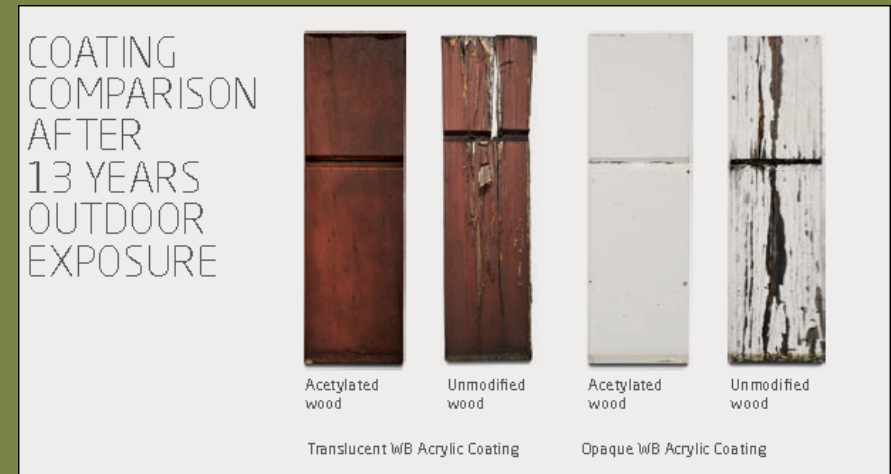 COATING
COMPARISON
AFTER
13 YEARS
OUTDOOR
EXPOSURE
Acetylated
wood
Unmodified
wood
Acetylated
wood
Unmodified
wood
Translucent WB Acrylic Coating
Opaque WB Acrylic Coating